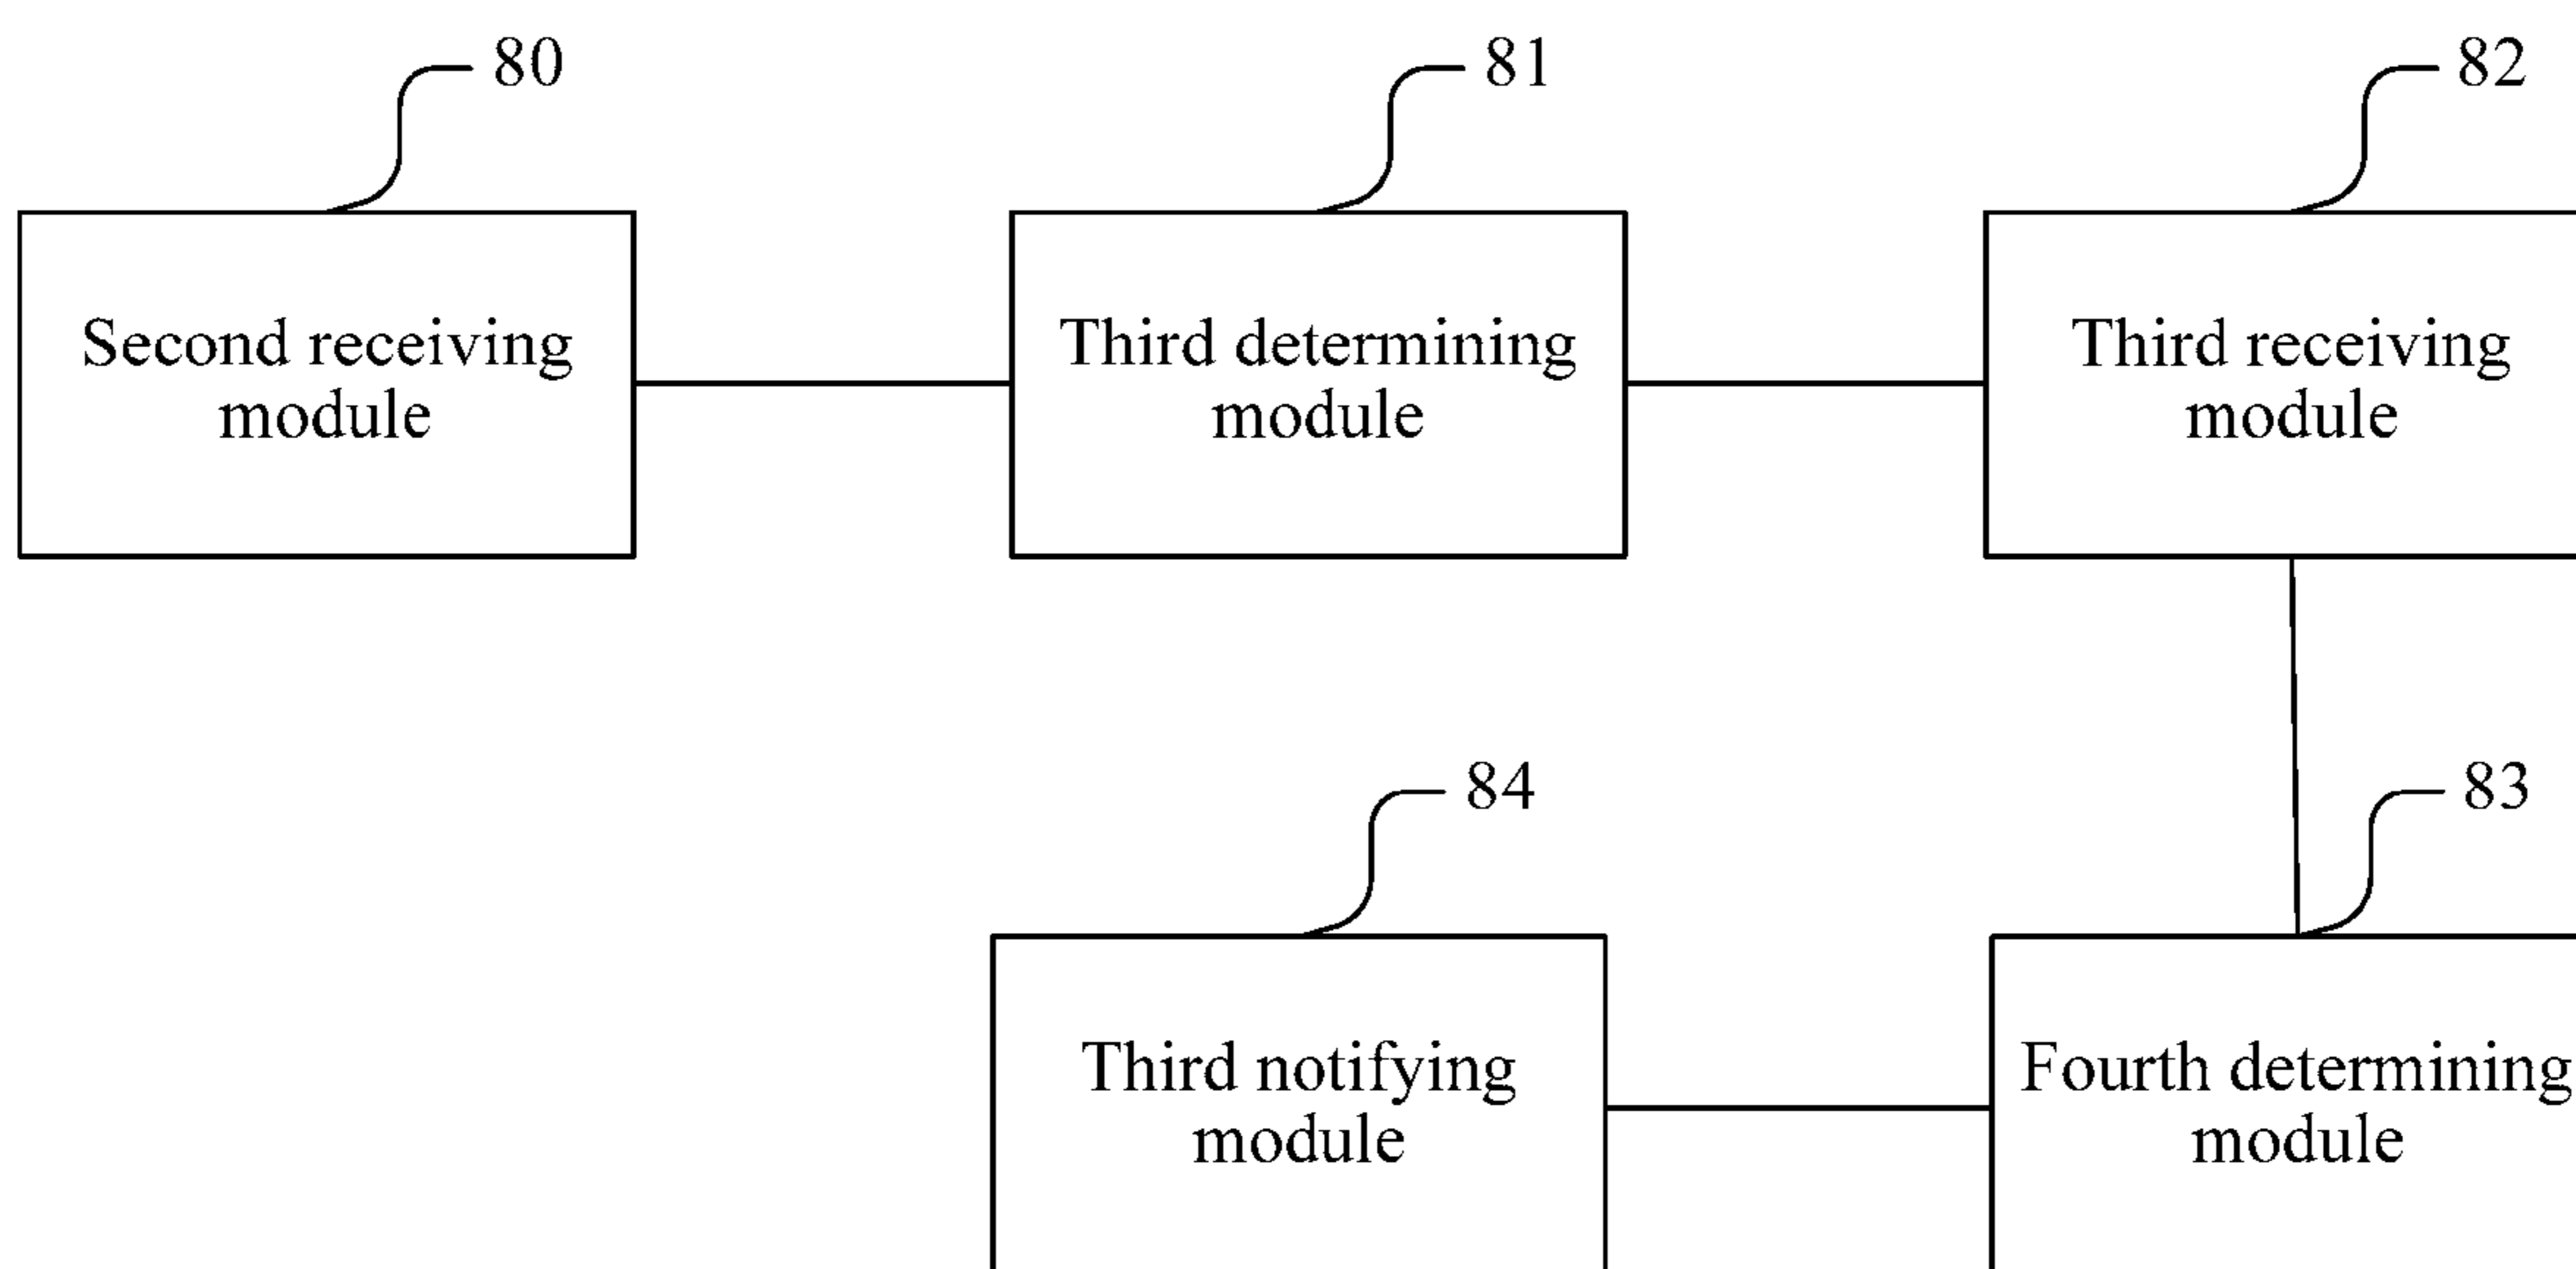 80
81
82
Second receiving
module
Third determining
module
Third receiving
module
84
83
Third notifying
module
Fourth determining
module